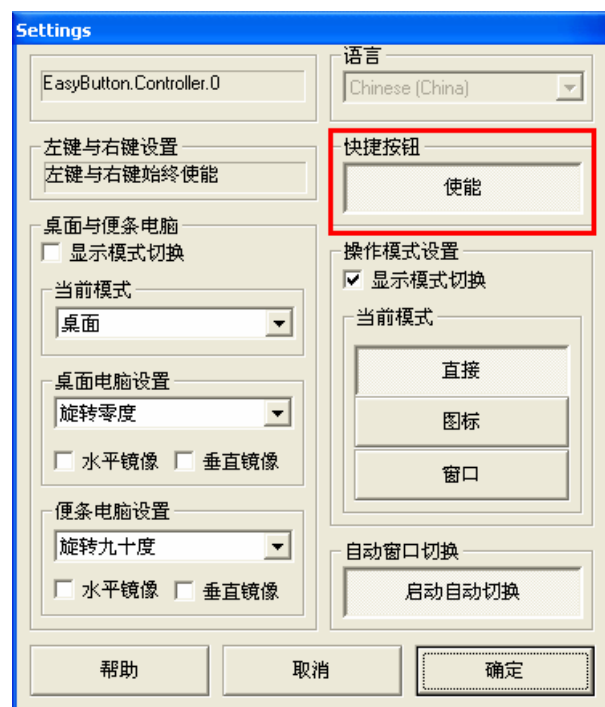 Settings
EasyButton.Controller.0
语言
Chinese (China)
左键与右键设置
左键与右键始终使能
快捷按钮
使能
桌面与便条电脑
显示模式切换
当前模式
桌面
桌面电脑设置
旋转零度
水平镜像
垂直镜像
便条电脑设置
旋转九十度
水平镜像
垂直镜像
操作模式设置
显示模式切换
当前模式
直接
图标
窗口
自动窗口切换
启动自动切换
帮助
取消
确定